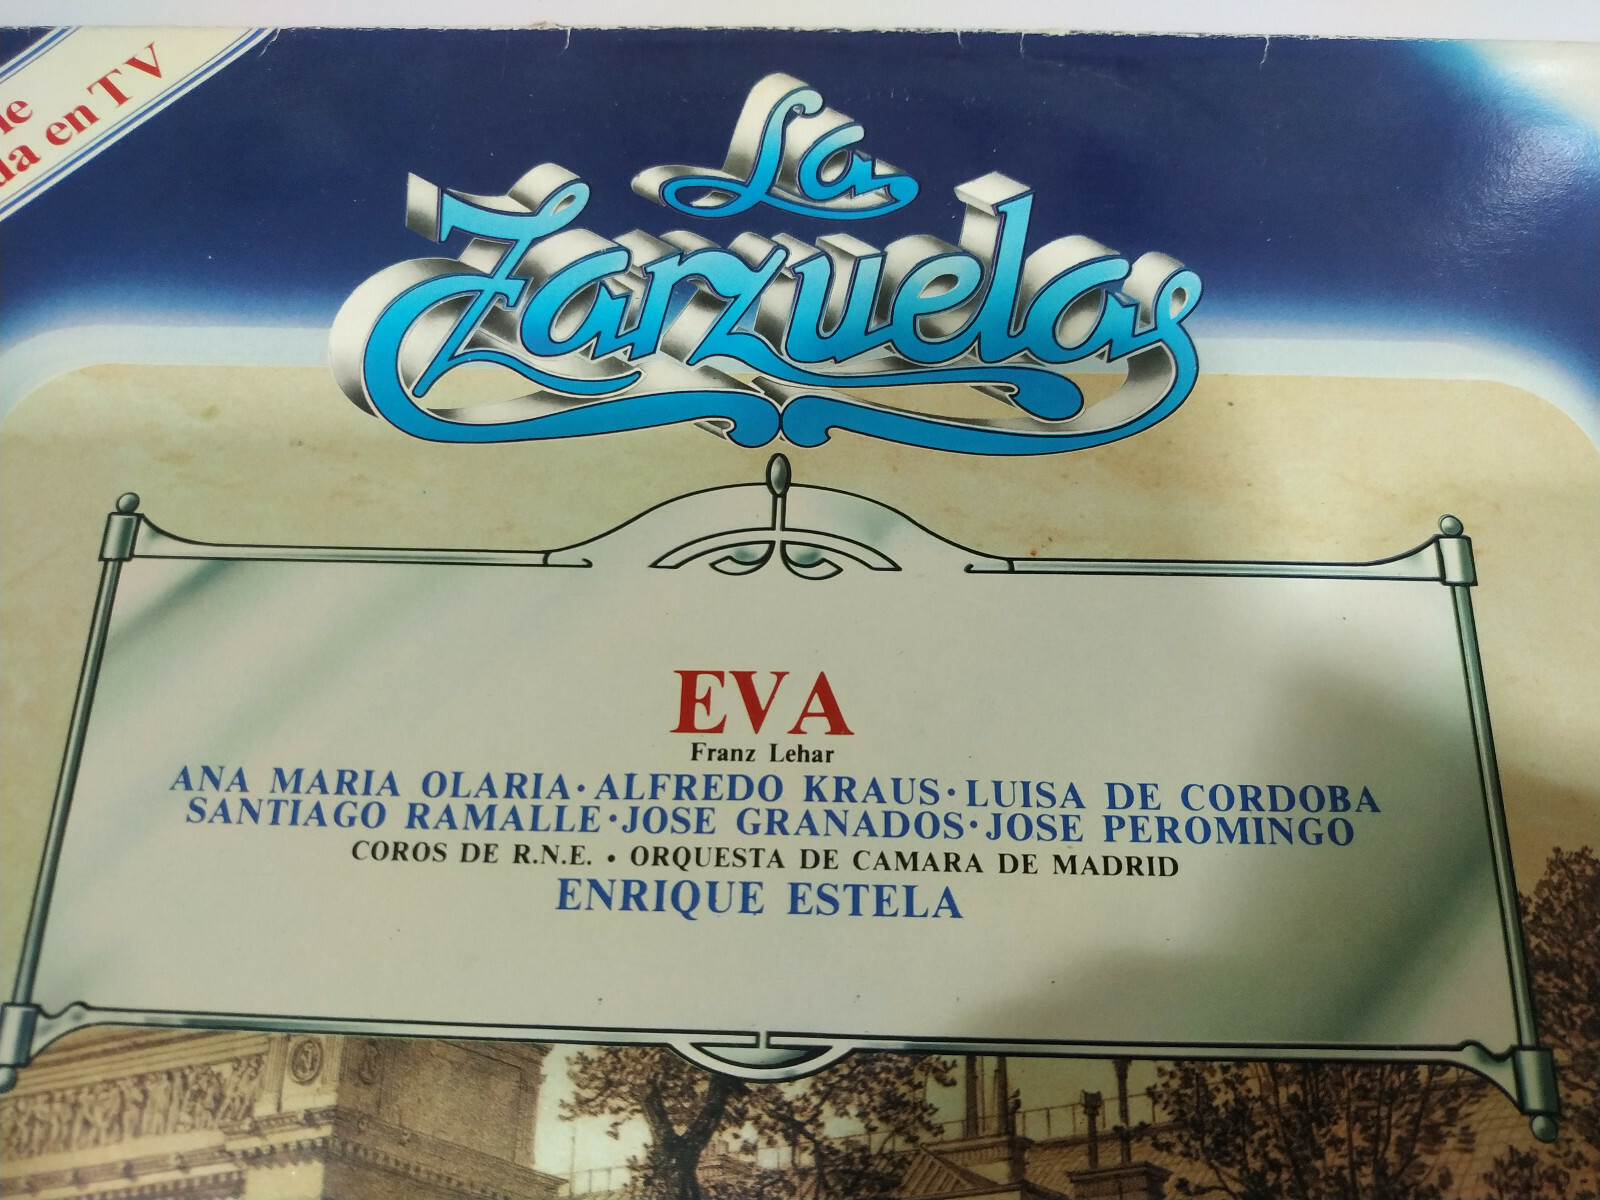 da en TV
La
Zarzuela
EVA
Franz Lehar
ANA MARIA OLARIA·ALFREDO KRAUS·LUISA DE CORDOBA
SANTIAGO RAMALLE·JOSE GRANADOS·JOSE PEROMINGO
COROS DE R.N.E. • ORQUESTA DE CAMARA DE MADRID
ENRIQUE ESTELA